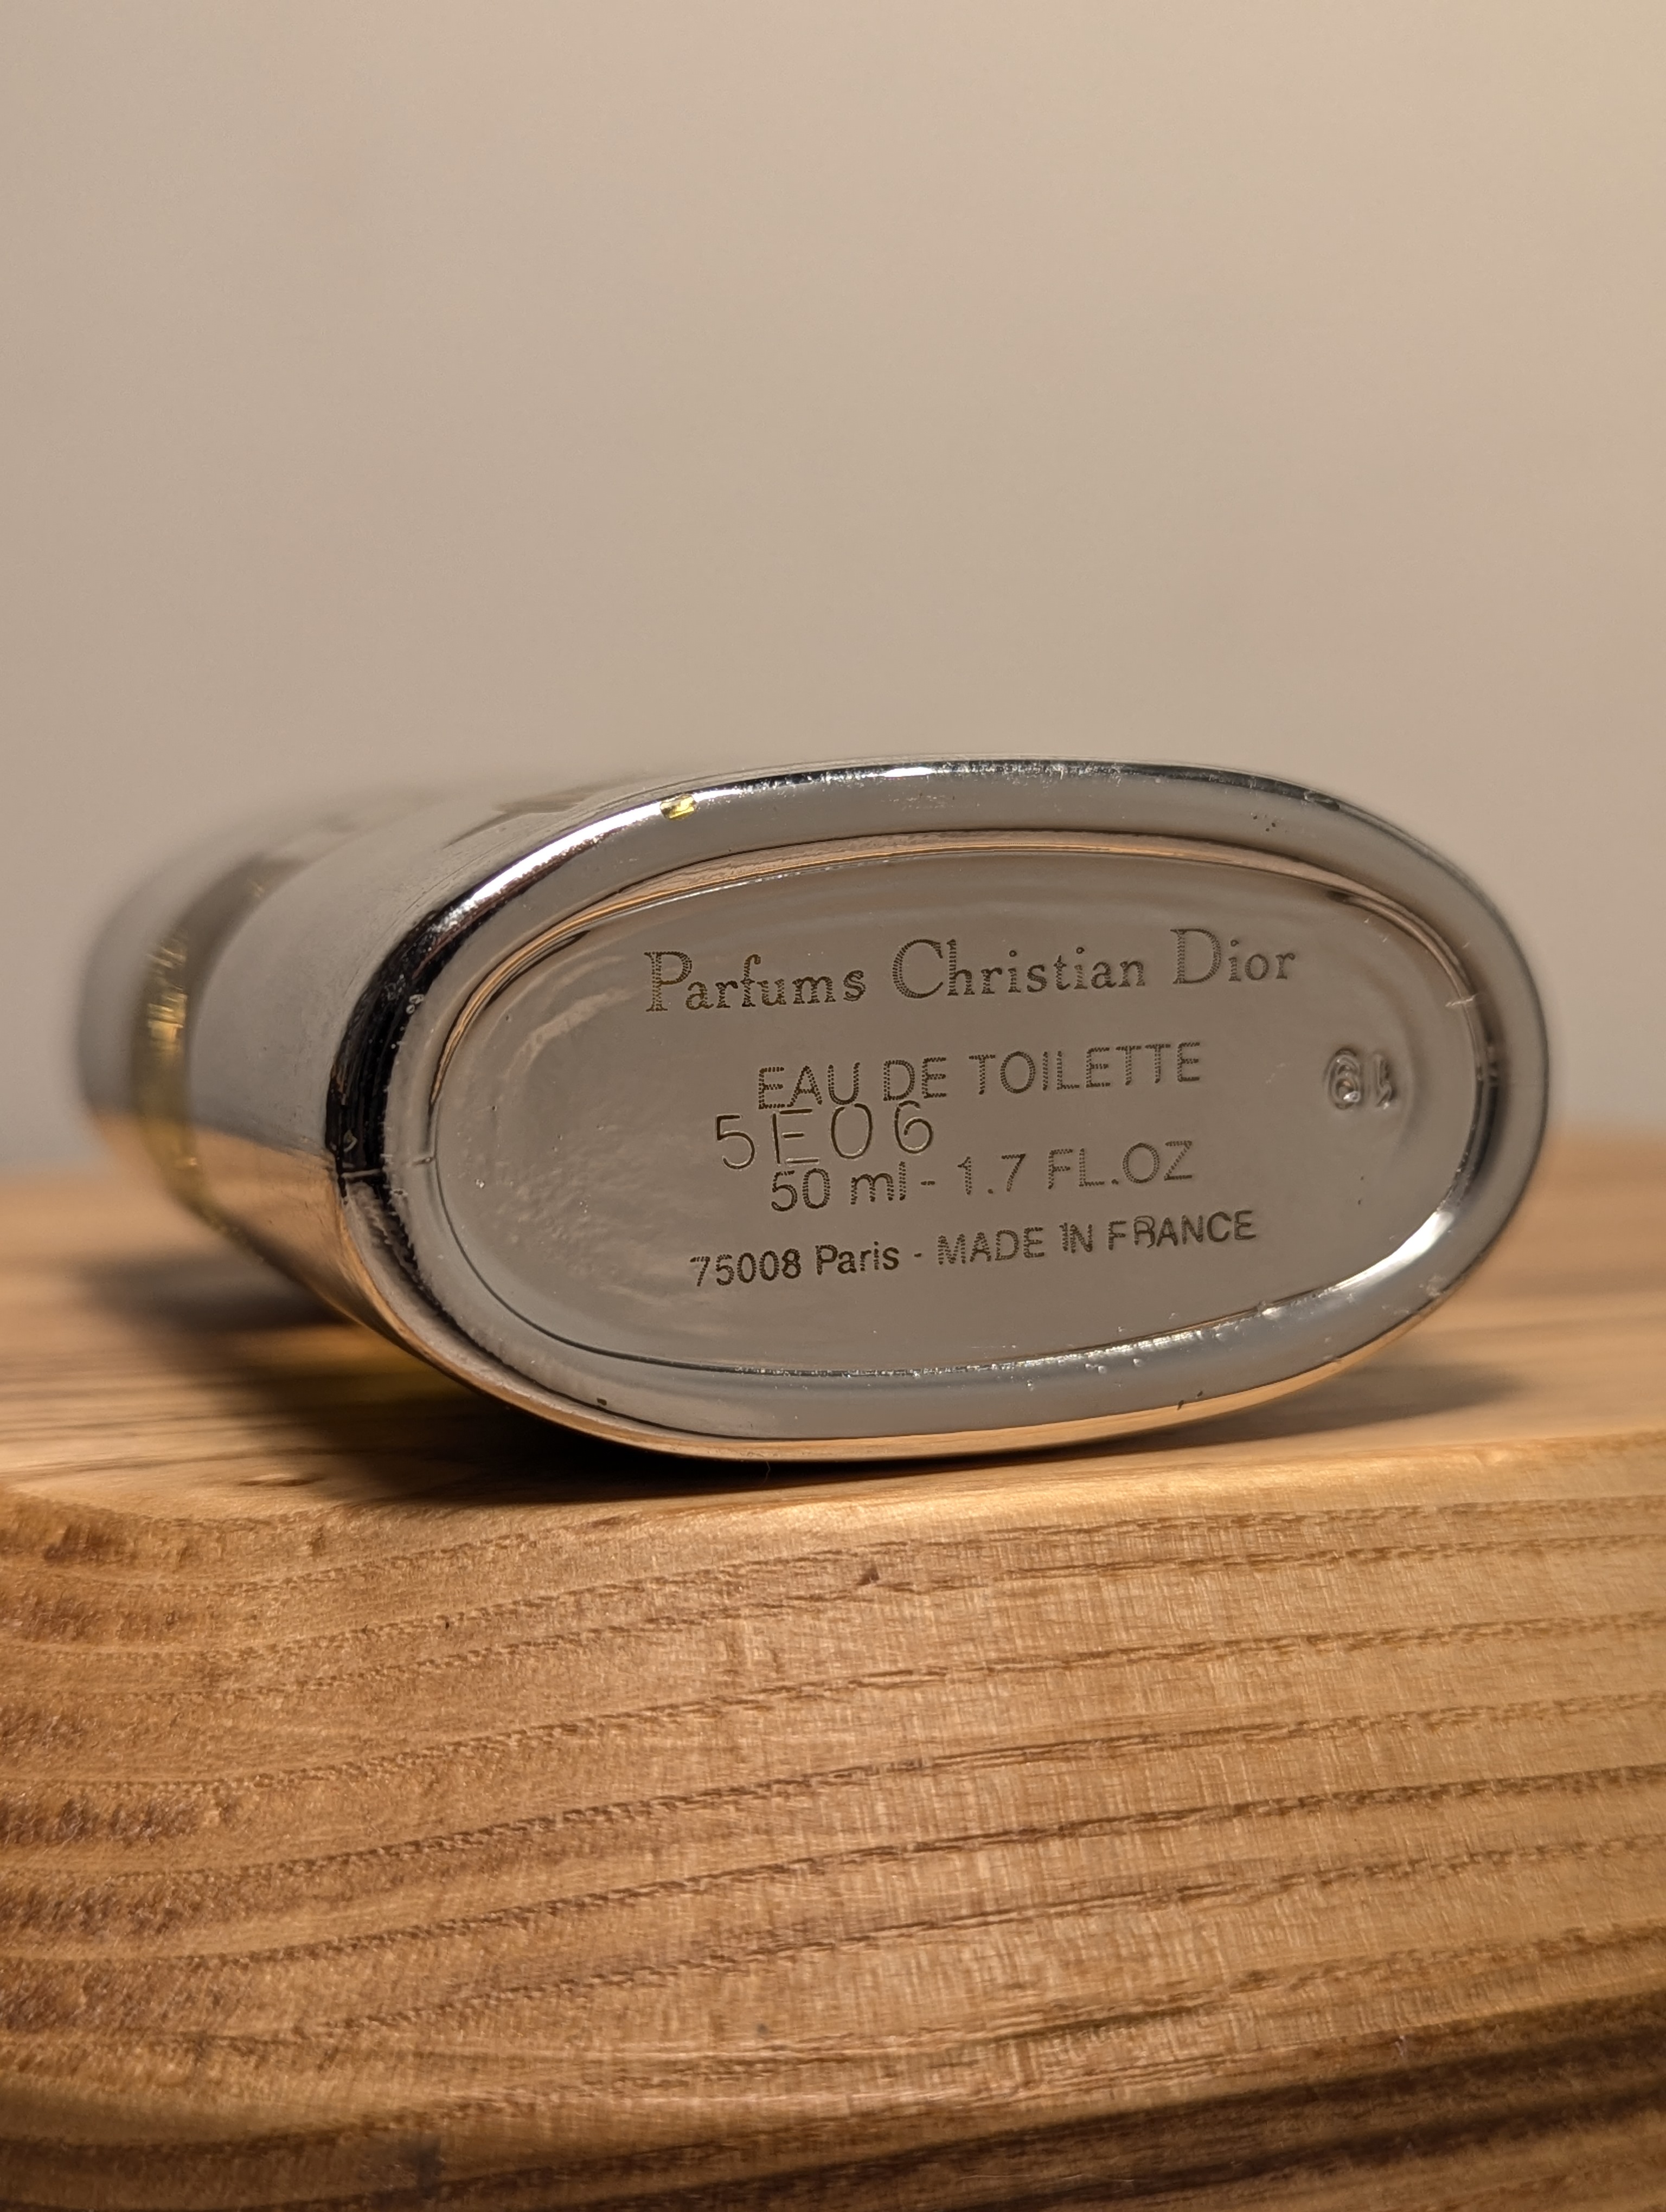 Parfums Christian Dior
EAU DE TOILETTE
5E06
50 ml - 1.7 FL.OZ
75008 Paris - MADE IN FRANCE